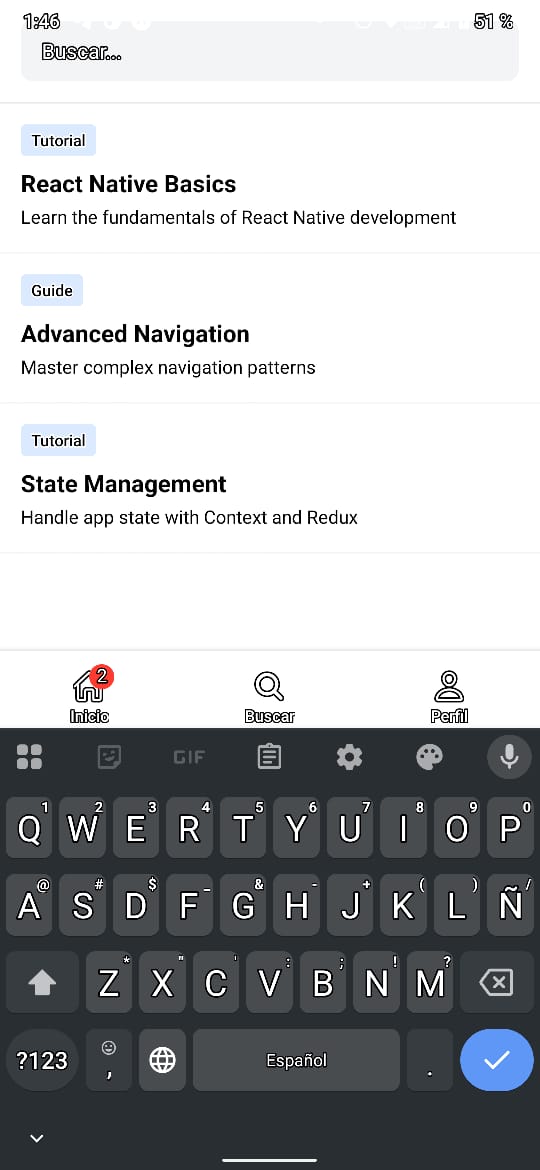 1:46 51 %
Buscar...
Tutorial
React Native Basics
Learn the fundamentals of React Native development
Guide
Advanced Navigation
Master complex navigation patterns
Tutorial
State Management
Handle app state with Context and Redux
2
Inicio Buscar Perfil
GIF
1 2 3 4 5 6 7 8 9 0
Q W E R T Y U I O P
@ # $ _ & - + ( ) /
A S D F G H J K L Ñ
* " ' : ; ! ?
Z X C V B N M
?123 , Español .